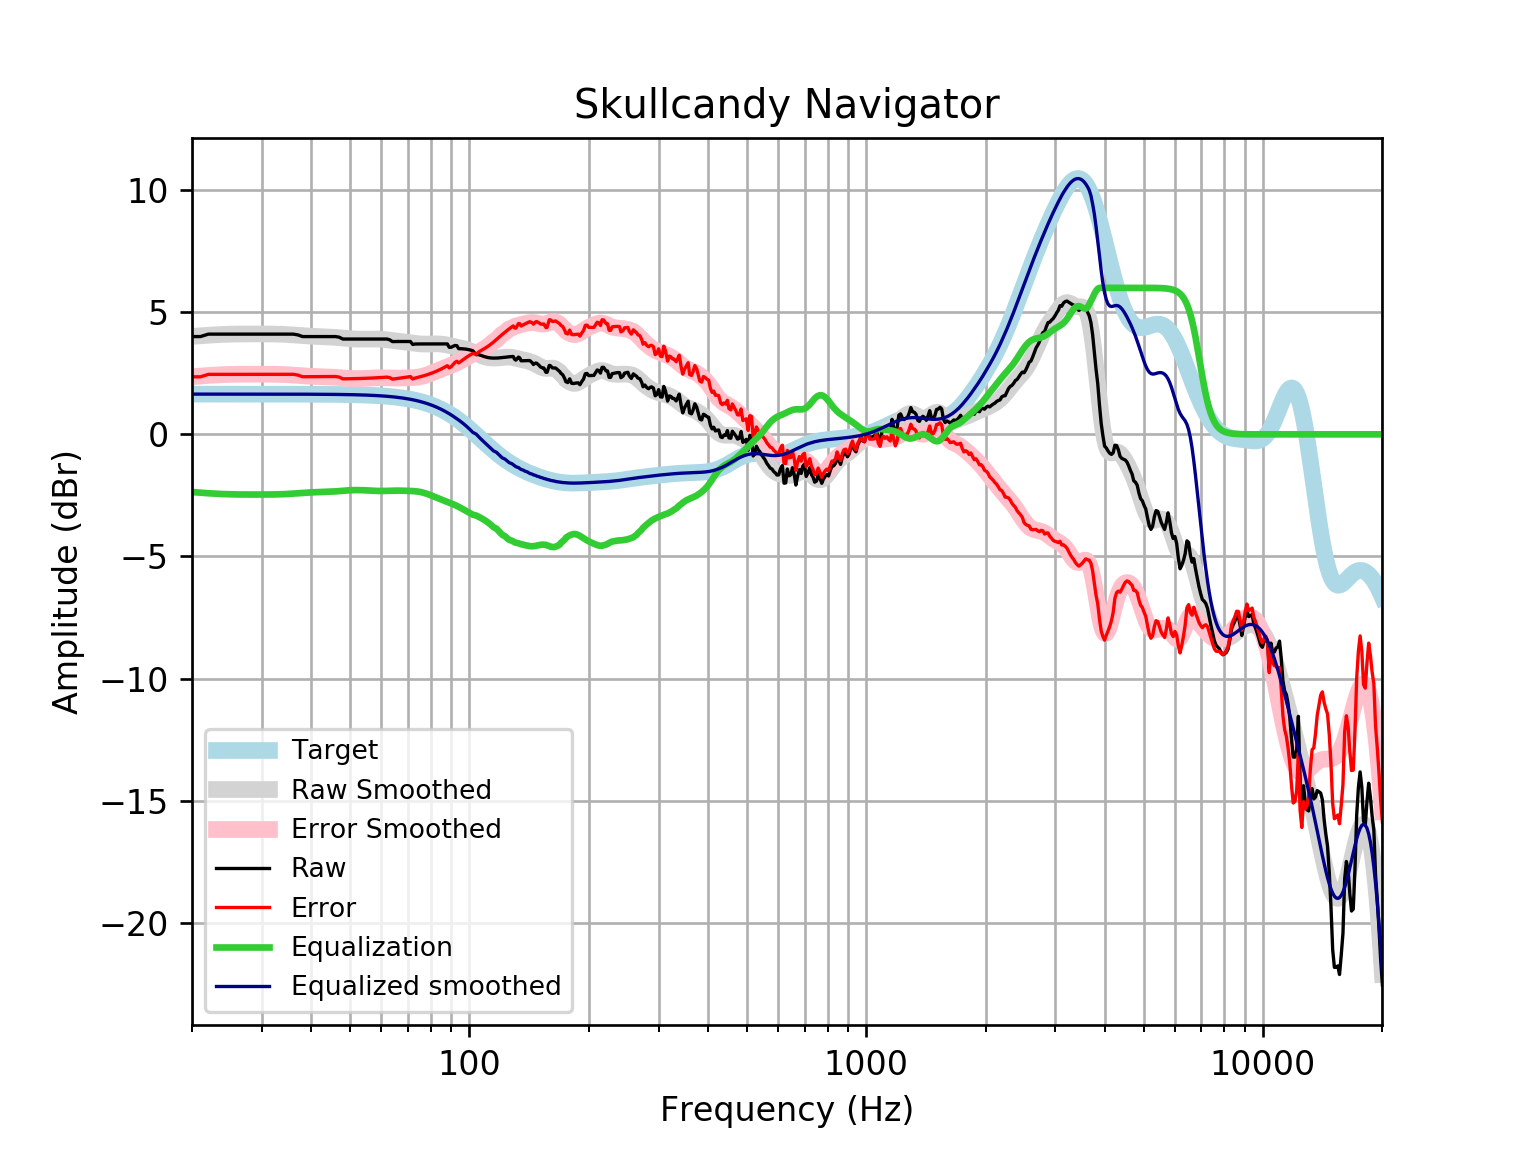 Skullcandy Navigator
10
5
0
−5
−10
−15
−20
Amplitude (dBr)
Target
Raw Smoothed
Error Smoothed
Raw
Error
Equalization
Equalized smoothed
100
1000
10000
Frequency (Hz)